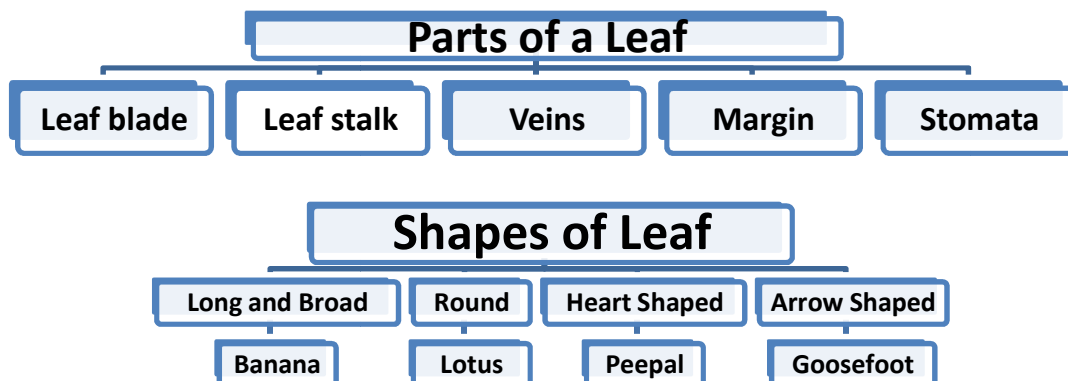 Parts of a Leaf
Leaf blade Leaf stalk Veins Margin Stomata
Shapes of Leaf
Long and Broad Round Heart Shaped Arrow Shaped
Banana Lotus Peepal Goosefoot